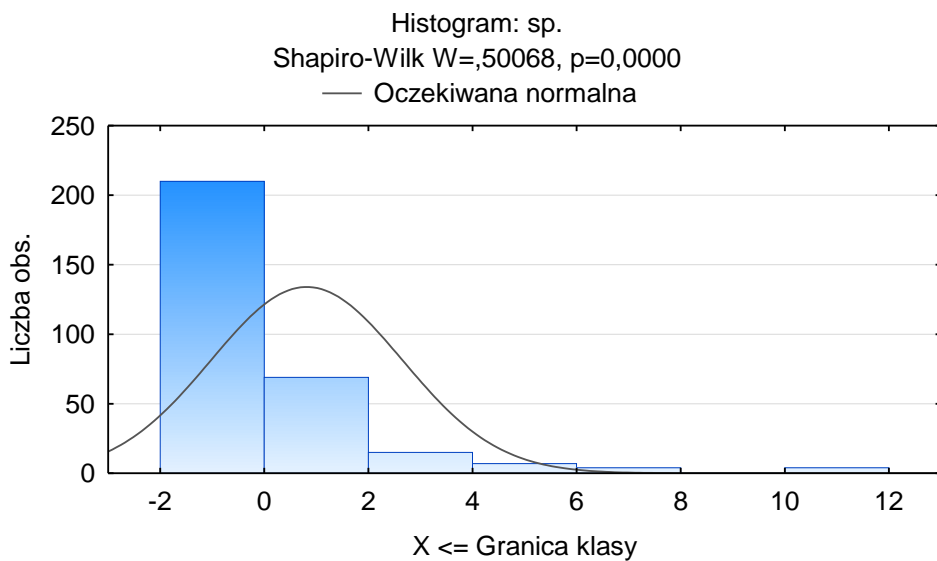 Histogram: sp.
Shapiro-Wilk W=,50068, p=0,0000
Oczekiwana normalna
250
200
150
100
50
0
Liczba obs.
-2 0 2 4 6 8 10 12
X <= Granica klasy